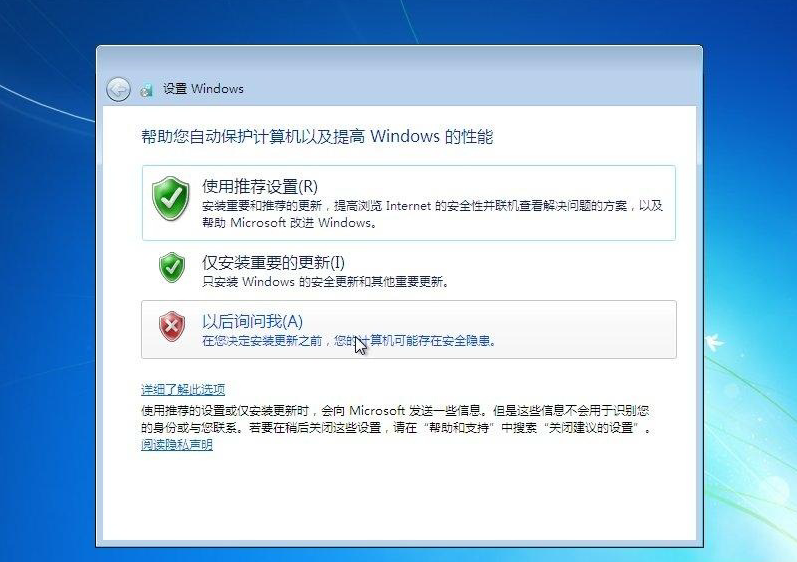 设置 Windows
帮助您自动保护计算机以及提高 Windows 的性能
使用推荐设置(R)
安装重要和推荐的更新，提高浏览 Internet 的安全性并联机查看解决问题的方案，以及
帮助 Microsoft 改进 Windows。
仅安装重要的更新(I)
只安装 Windows 的安全更新和其他重要更新。
以后询问我(A)
在您决定安装更新之前，您的计算机可能存在安全隐患。
详细了解此选项
使用推荐的设置或仅安装更新时，会向 Microsoft 发送一些信息。但是这些信息不会用于识别您
的身份或与您联系。若要在稍后关闭这些设置，请在“帮助和支持”中搜索“关闭建议的设置”。
阅读隐私声明